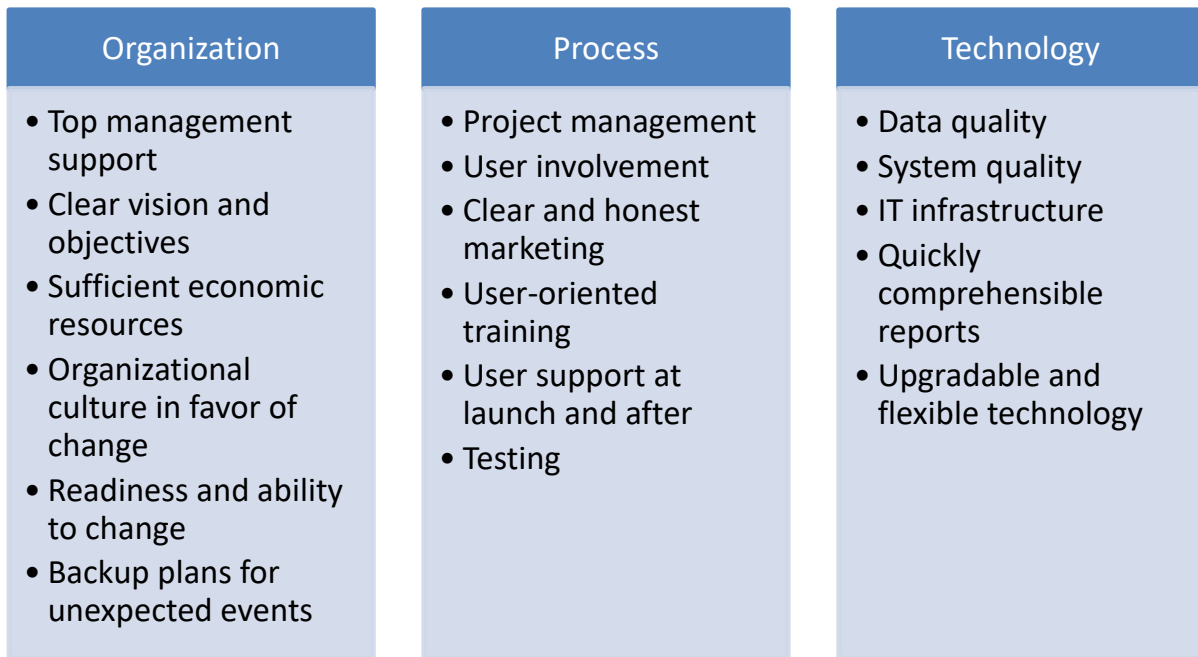 Organization
• Top management
support
• Clear vision and
objectives
• Sufficient economic
resources
• Organizational
culture in favor of
change
• Readiness and ability
to change
• Backup plans for
unexpected events
Process
• Project management
• User involvement
• Clear and honest
marketing
• User-oriented
training
• User support at
launch and after
• Testing
Technology
• Data quality
• System quality
• IT infrastructure
• Quickly
comprehensible
reports
• Upgradable and
flexible technology